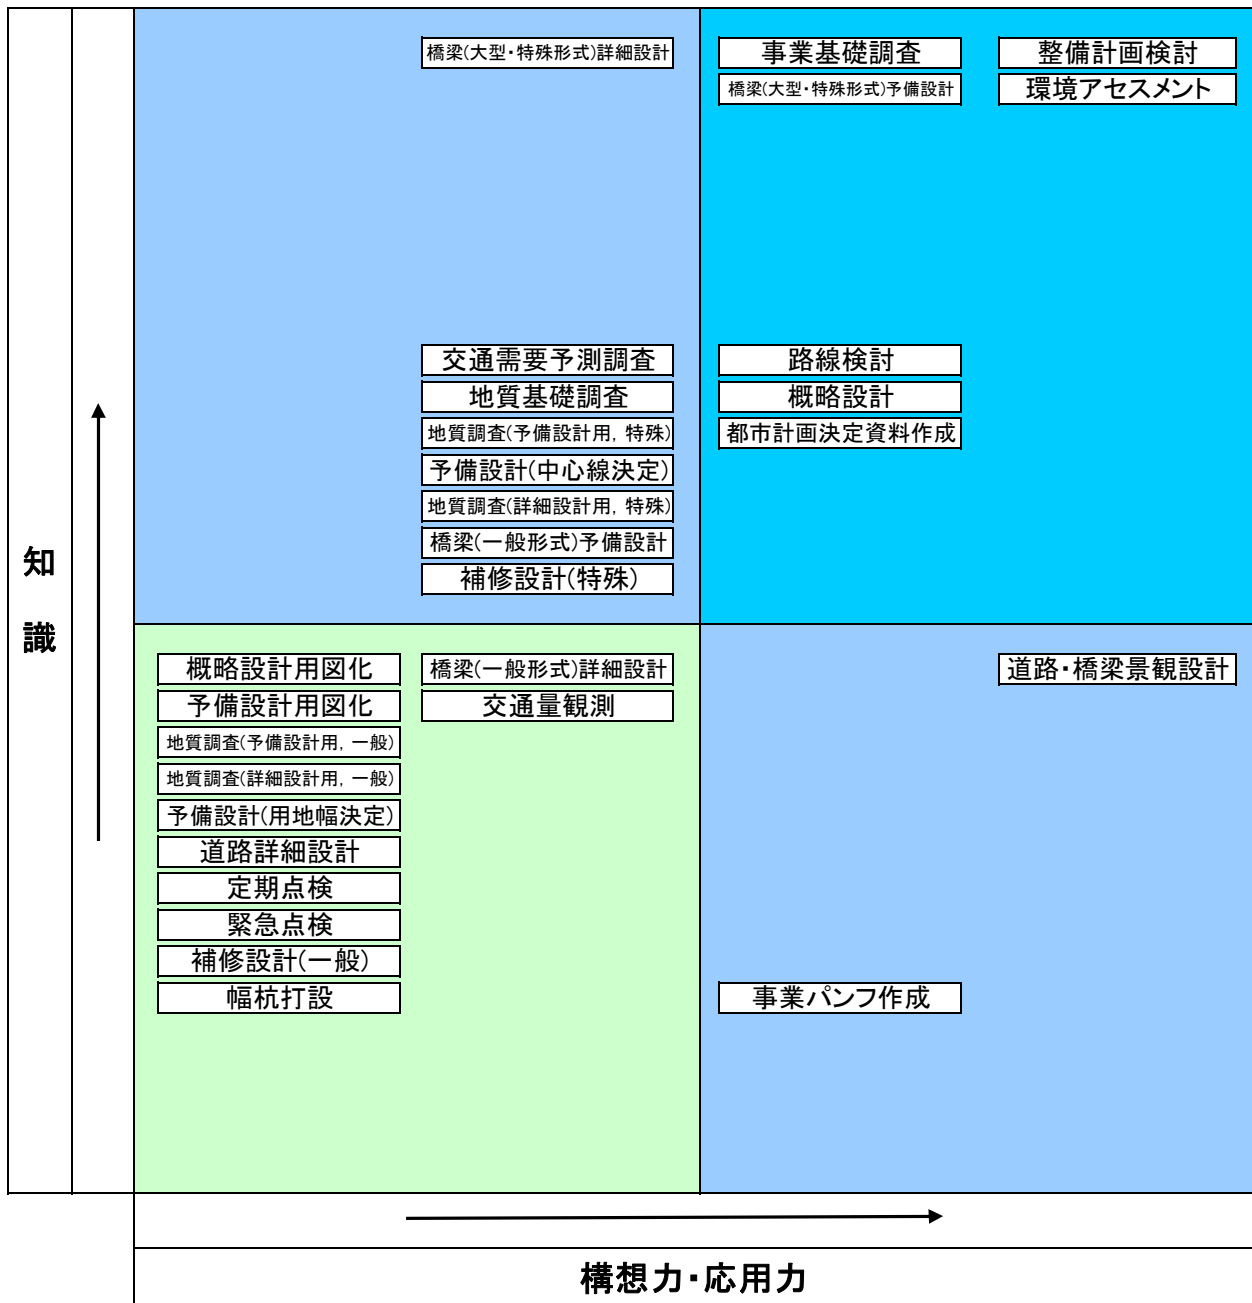 橋梁(大型・特殊形式)詳細設計
事業基礎調査
整備計画検討
橋梁(大型・特殊形式)予備設計
環境アセスメント
交通需要予測調査
路線検討
地質基礎調査
概略設計
地質調査(予備設計用，特殊)
都市計画決定資料作成
予備設計(中心線決定)
地質調査(詳細設計用，特殊)
橋梁(一般形式)予備設計
補修設計(特殊)
知
識
概略設計用図化
橋梁(一般形式)詳細設計
道路・橋梁景観設計
予備設計用図化
交通量観測
地質調査(予備設計用，一般)
地質調査(詳細設計用，一般)
予備設計(用地幅決定)
道路詳細設計
定期点検
緊急点検
補修設計(一般)
幅杭打設
事業パンフ作成
構想力・応用力